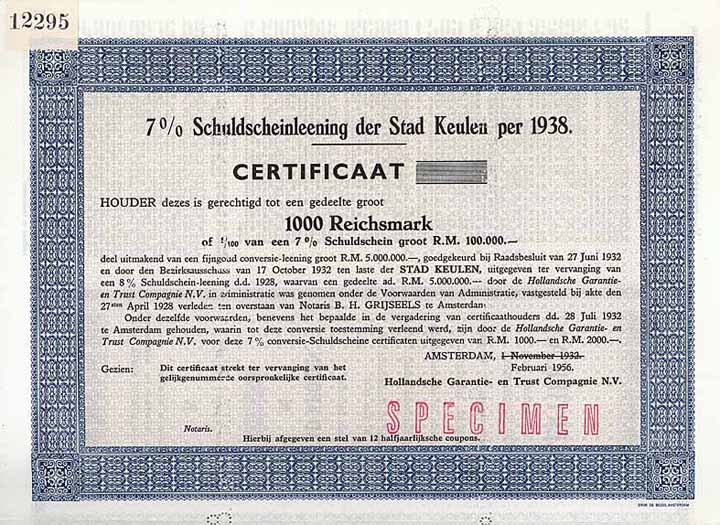 12295
7% Schuldscheinleening der Stad Keulen per 1938.
CERTIFICAAT
HOUDER dezes is gerechtigd tot een gedeelte groot
1000 Reichsmark
of 1/100 van een 7% Schuldschein groot R.M. 100.000.—
deel uitmakend van een fijngoud conversie-leening groot R.M. 5.000.000.—, goedgekeurd bij Raadsbesluit van 27 Juni 1932
en door den Bezirksausschuss van 17 October 1932 ten laste der STAD KEULEN, uitgegeven ter vervanging van
een 8% Schuldschein-leening d.d. 1928, waarvan een gedeelte ad. R.M. 5.000.000.— door de Hollandsche Garantie-
en Trust Compagnie N.V. in administratie was genomen onder de Voorwaarden van Administratie, vastgesteld bij akte den
27sten April 1928 verleden ten overstaan van Notaris B. H. GRIJSEELS te Amsterdam.
Onder dezelfde voorwaarden, benevens het bepaalde in de vergadering van certificaathouders dd. 28 Juli 1932
te Amsterdam gehouden, waarin tot deze conversie toestemming verleend werd, zijn door de Hollandsche Garantie- en
Trust Compagnie N.V. voor deze 7% conversie-Schuldscheine certificaten uitgegeven van R.M. 1000.— en R.M. 2000.—.
AMSTERDAM, 1 November 1932.
Februari 1956.
Gezien: Dit certificaat strekt ter vervanging van het
gelijkgenummerde oorspronkelijke certificaat.
Hollandsche Garantie- en Trust Compagnie N.V.
SPECIMEN
Notaris.
Hierbij afgegeven een stel van 12 halfjaarlijksche coupons.
DRUK DE BUSSY, AMSTERDAM